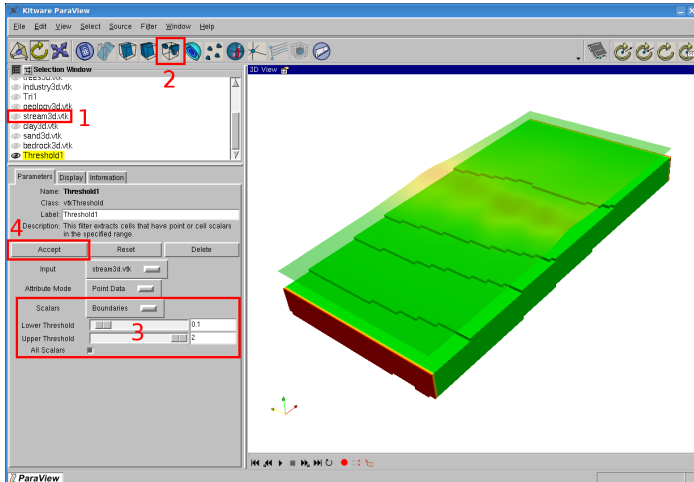 Kitware ParaView
File Edit View Select Source Filter Window Help
2
Selection Window
3D View
trees3d.vtk
industry3d.vtk
Tri1
geology3d.vtk
stream3d.vtk
1
clay3d.vtk
sand3d.vtk
bedrock3d.vtk
Threshold1
Parameters Display Information
Name: Threshold1
Class: vtkThreshold
Label: Threshold1
4
Description: This filter extracts cells that have point or cell scalars
in the specified range.
Accept Reset Delete
Input stream3d.vtk
Attribute Mode Point Data
Scalars Boundaries
Lower Threshold 0.1
3
Upper Threshold 2
All Scalars
ParaView